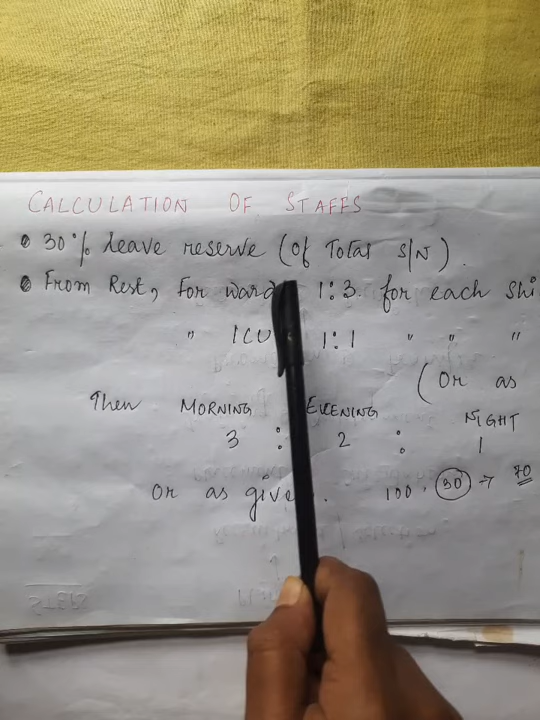 CALCULATION OF STAFFS
• 30% leave reserve (Of Total S/N).
• From Rest, For ward 1:3. for each Shi
" ICU 1:1 " " "
(Or as
Then MORNING EVENING NIGHT
3 : 2 : 1
Or as give. 100. 30 → 70